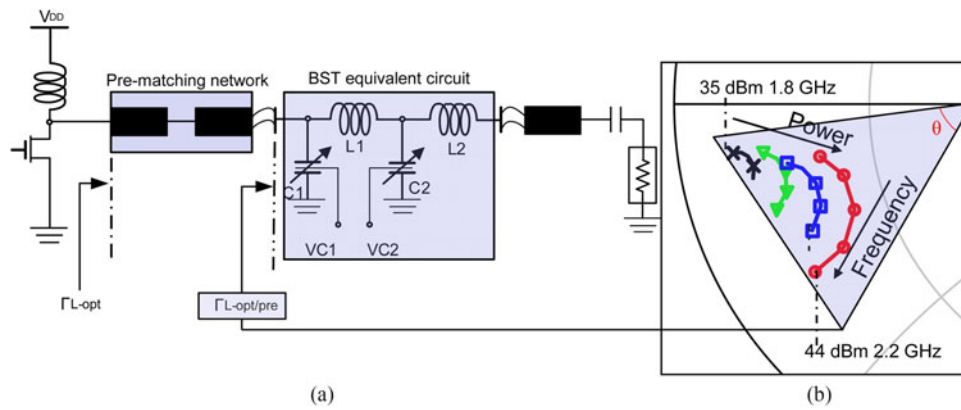 VDD
Pre-matching network
BST equivalent circuit
L1
L2
C1
C2
VC1
VC2
ΓL-opt
ΓL-opt/pre
(a)
35 dBm 1.8 GHz
Power
θ
Frequency
44 dBm 2.2 GHz
(b)